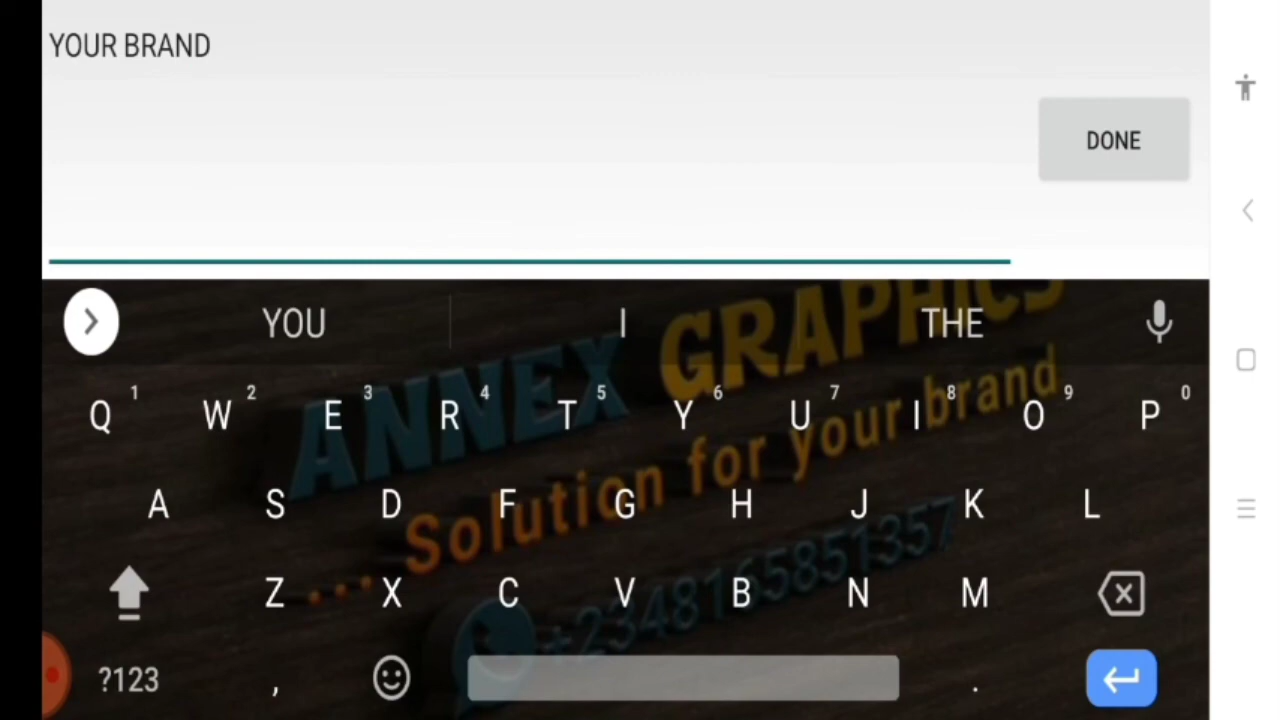 YOUR BRAND
DONE
YOU I THE
1 2 3 4 5 6 7 8 9 0
Q W E R T Y U I O P
A S D F G H J K L
Z X C V B N M
?123 , .
ANNEX GRAPHICS
... Solution for your brand
+2348165851357